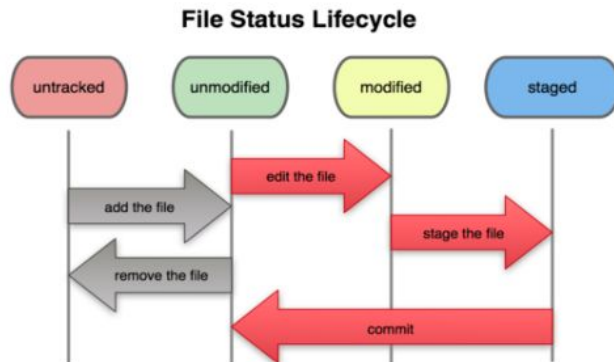 File Status Lifecycle
untracked
unmodified
modified
staged
edit the file
add the file
stage the file
remove the file
commit